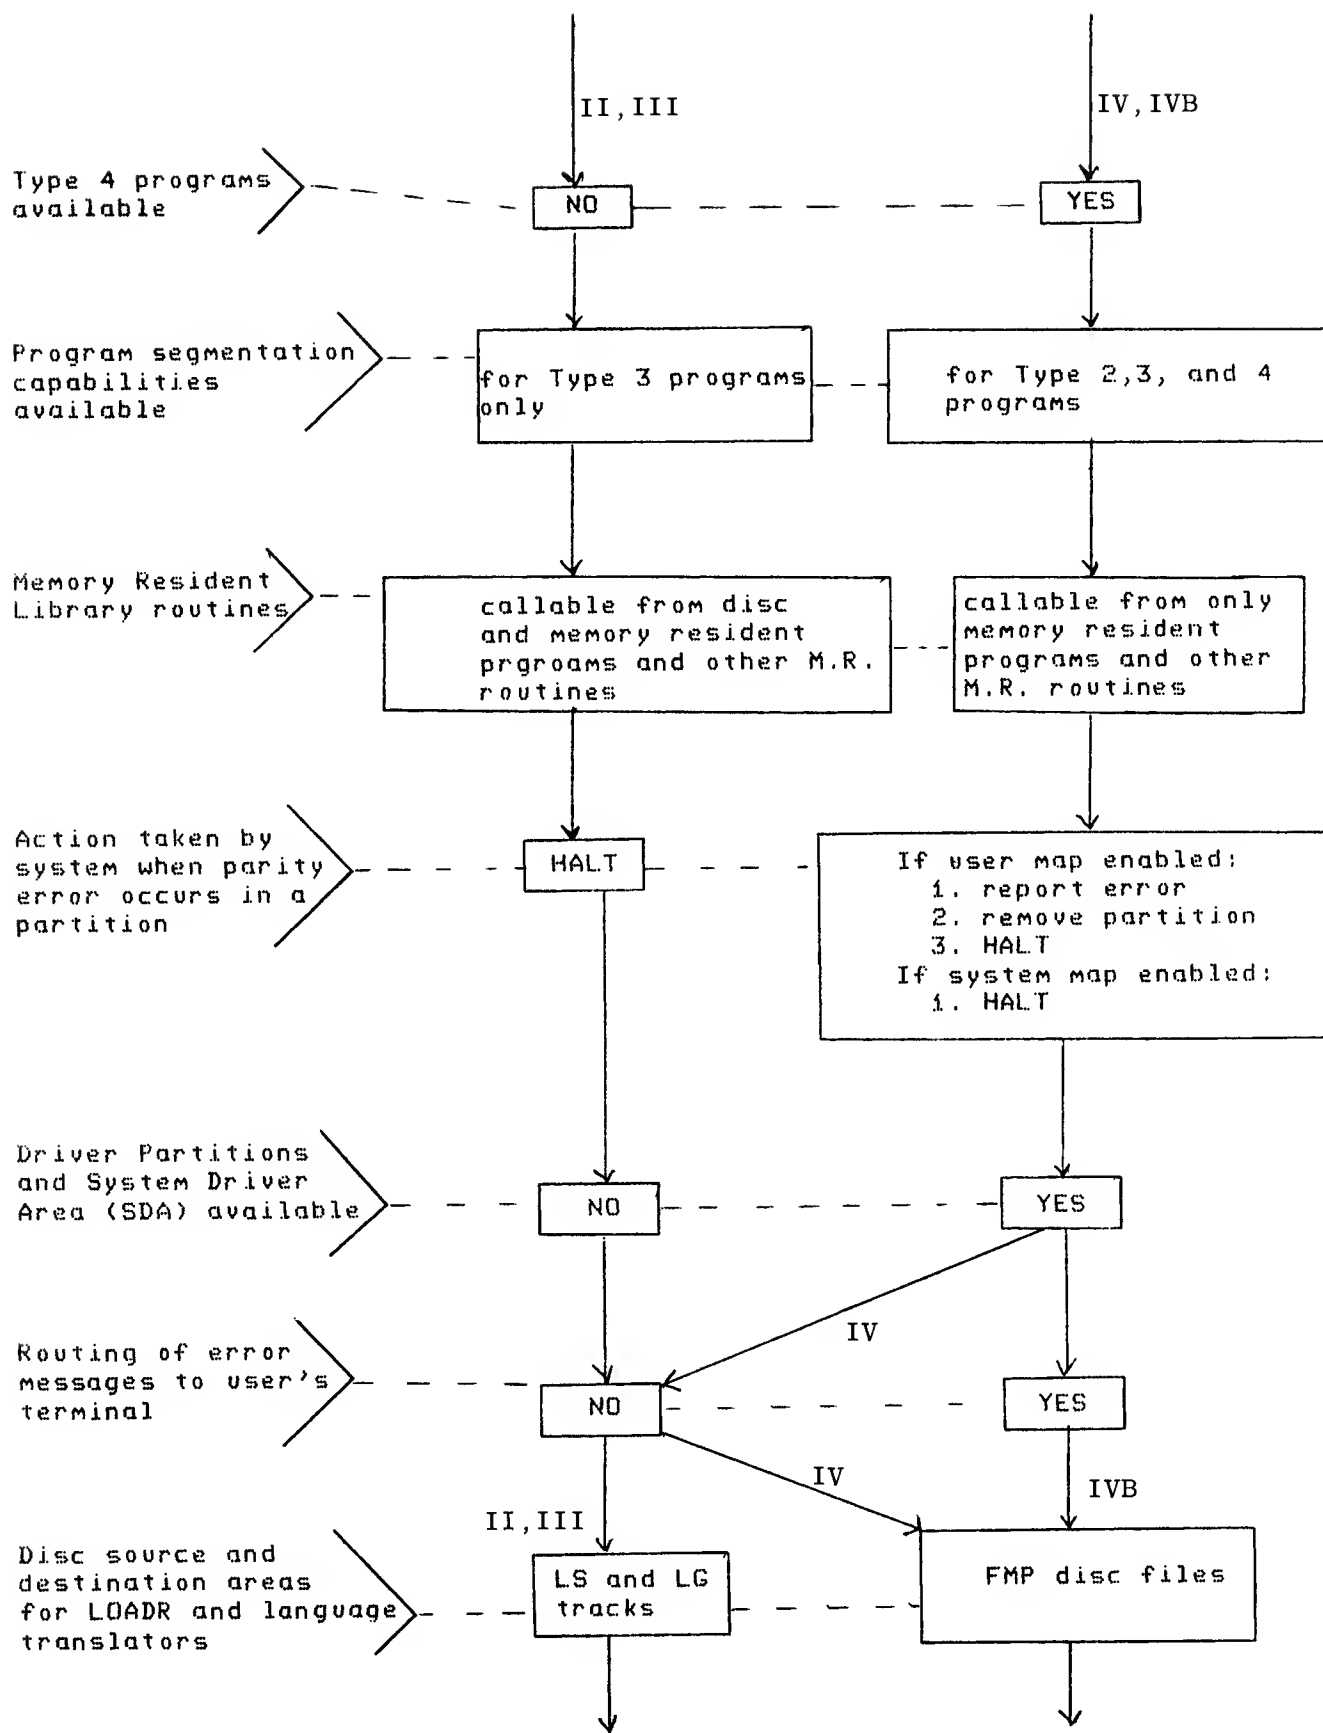 II,III
IV,IVB
Type 4 programs
available
NO
YES
Program segmentation
capabilities
available
for Type 3 programs
only
for Type 2,3, and 4
programs
Memory Resident
Library routines
callable from disc
and memory resident
prgroams and other M.R.
routines
callable from only
memory resident
programs and other
M.R. routines
Action taken by
system when parity
error occurs in a
partition
HALT
If user map enabled:
1. report error
2. remove partition
3. HALT
If system map enabled:
1. HALT
Driver Partitions
and System Driver
Area (SDA) available
NO
YES
IV
Routing of error
messages to user's
terminal
NO
YES
IV
IVB
II,III
Disc source and
destination areas
for LOADR and language
translators
LS and LG
tracks
FMP disc files